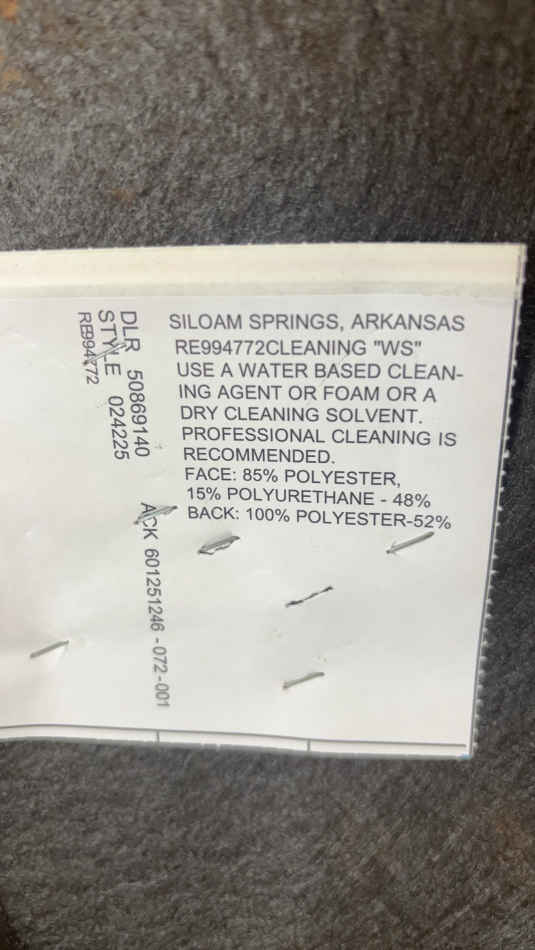 SILOAM SPRINGS, ARKANSAS
RE994772CLEANING "WS"
USE A WATER BASED CLEAN-
ING AGENT OR FOAM OR A
DRY CLEANING SOLVENT.
PROFESSIONAL CLEANING IS
RECOMMENDED.
FACE: 85% POLYESTER,
15% POLYURETHANE - 48%
BACK: 100% POLYESTER-52%
DLR 50869140
STYLE 024225
RE994772
ACK 601251246 -072-001